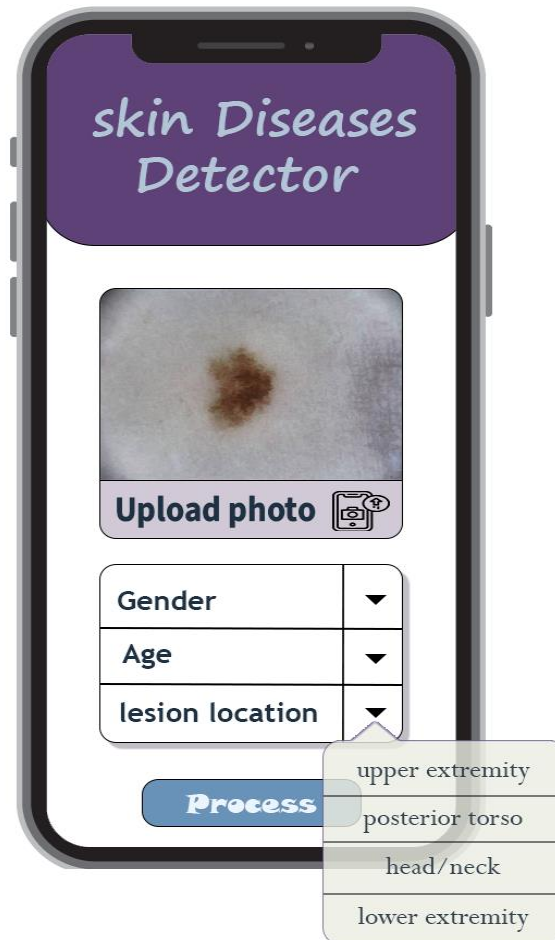 skin Diseases
Detector
Upload photo
Gender
Age
lesion location
Process
upper extremity
posterior torso
head/neck
lower extremity